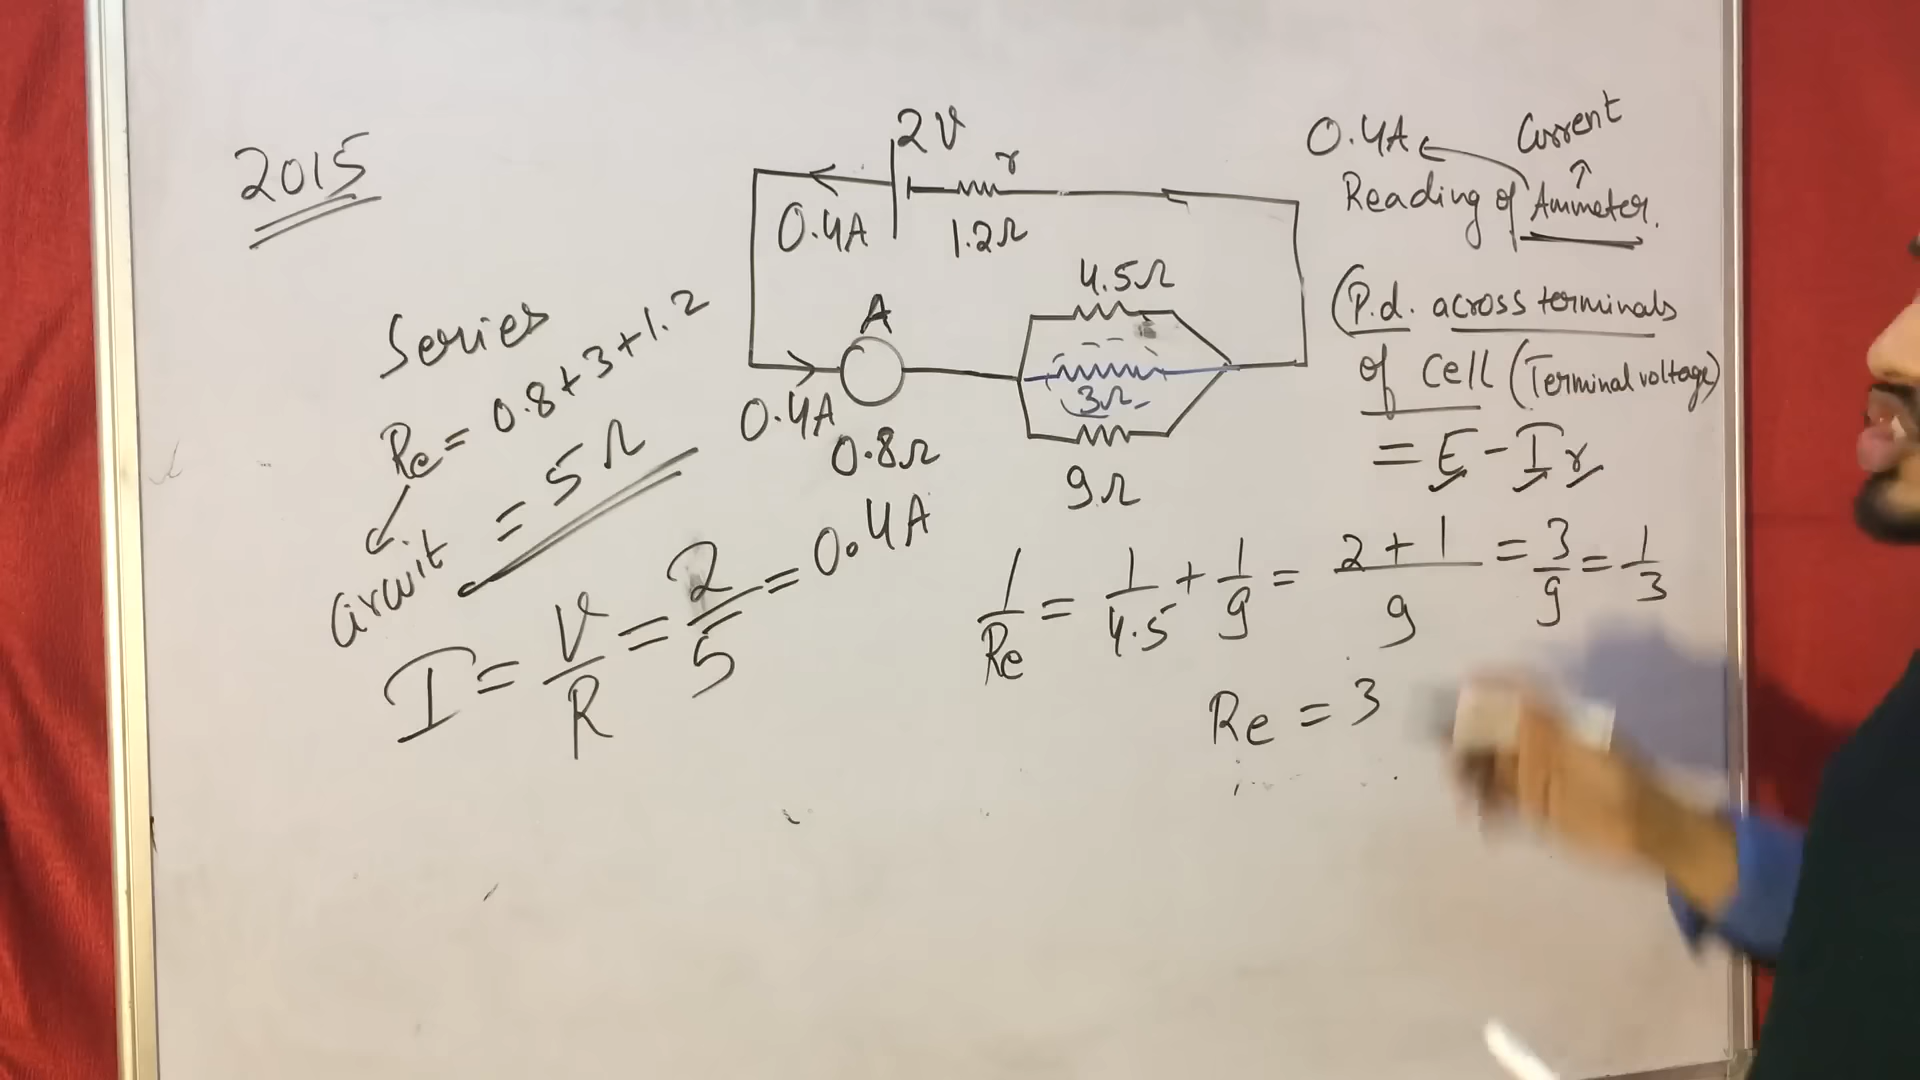 2015
2V
r
0.4A
1.2Ω
4.5Ω
A
3Ω
0.4A
0.8Ω
9Ω
Series
Re = 0.8 + 3 + 1.2
= 5Ω
Circuit
I = V/R = 2/5 = 0.4A
0.4A
Current
Reading of Ammeter.
(P.d. across terminals
of cell (Terminal voltage)
= E - Ir
1/Re = 1/4.5 + 1/9 = 2+1/9 = 3/9 = 1/3
Re = 3